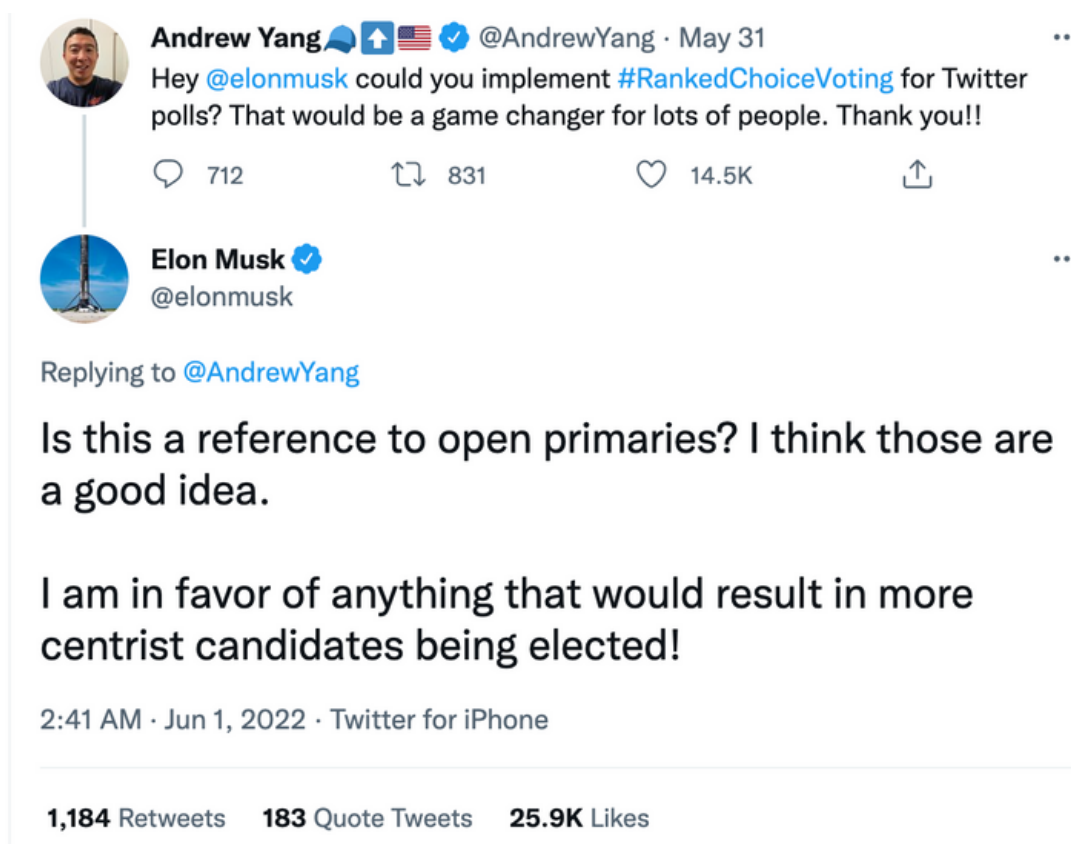 Andrew Yang🧢⬆️🇺🇸 @AndrewYang · May 31
Hey @elonmusk could you implement #RankedChoiceVoting for Twitter
polls? That would be a game changer for lots of people. Thank you!!
712 831 14.5K
Elon Musk
@elonmusk
Replying to @AndrewYang
Is this a reference to open primaries? I think those are
a good idea.
I am in favor of anything that would result in more
centrist candidates being elected!
2:41 AM · Jun 1, 2022 · Twitter for iPhone
1,184 Retweets 183 Quote Tweets 25.9K Likes